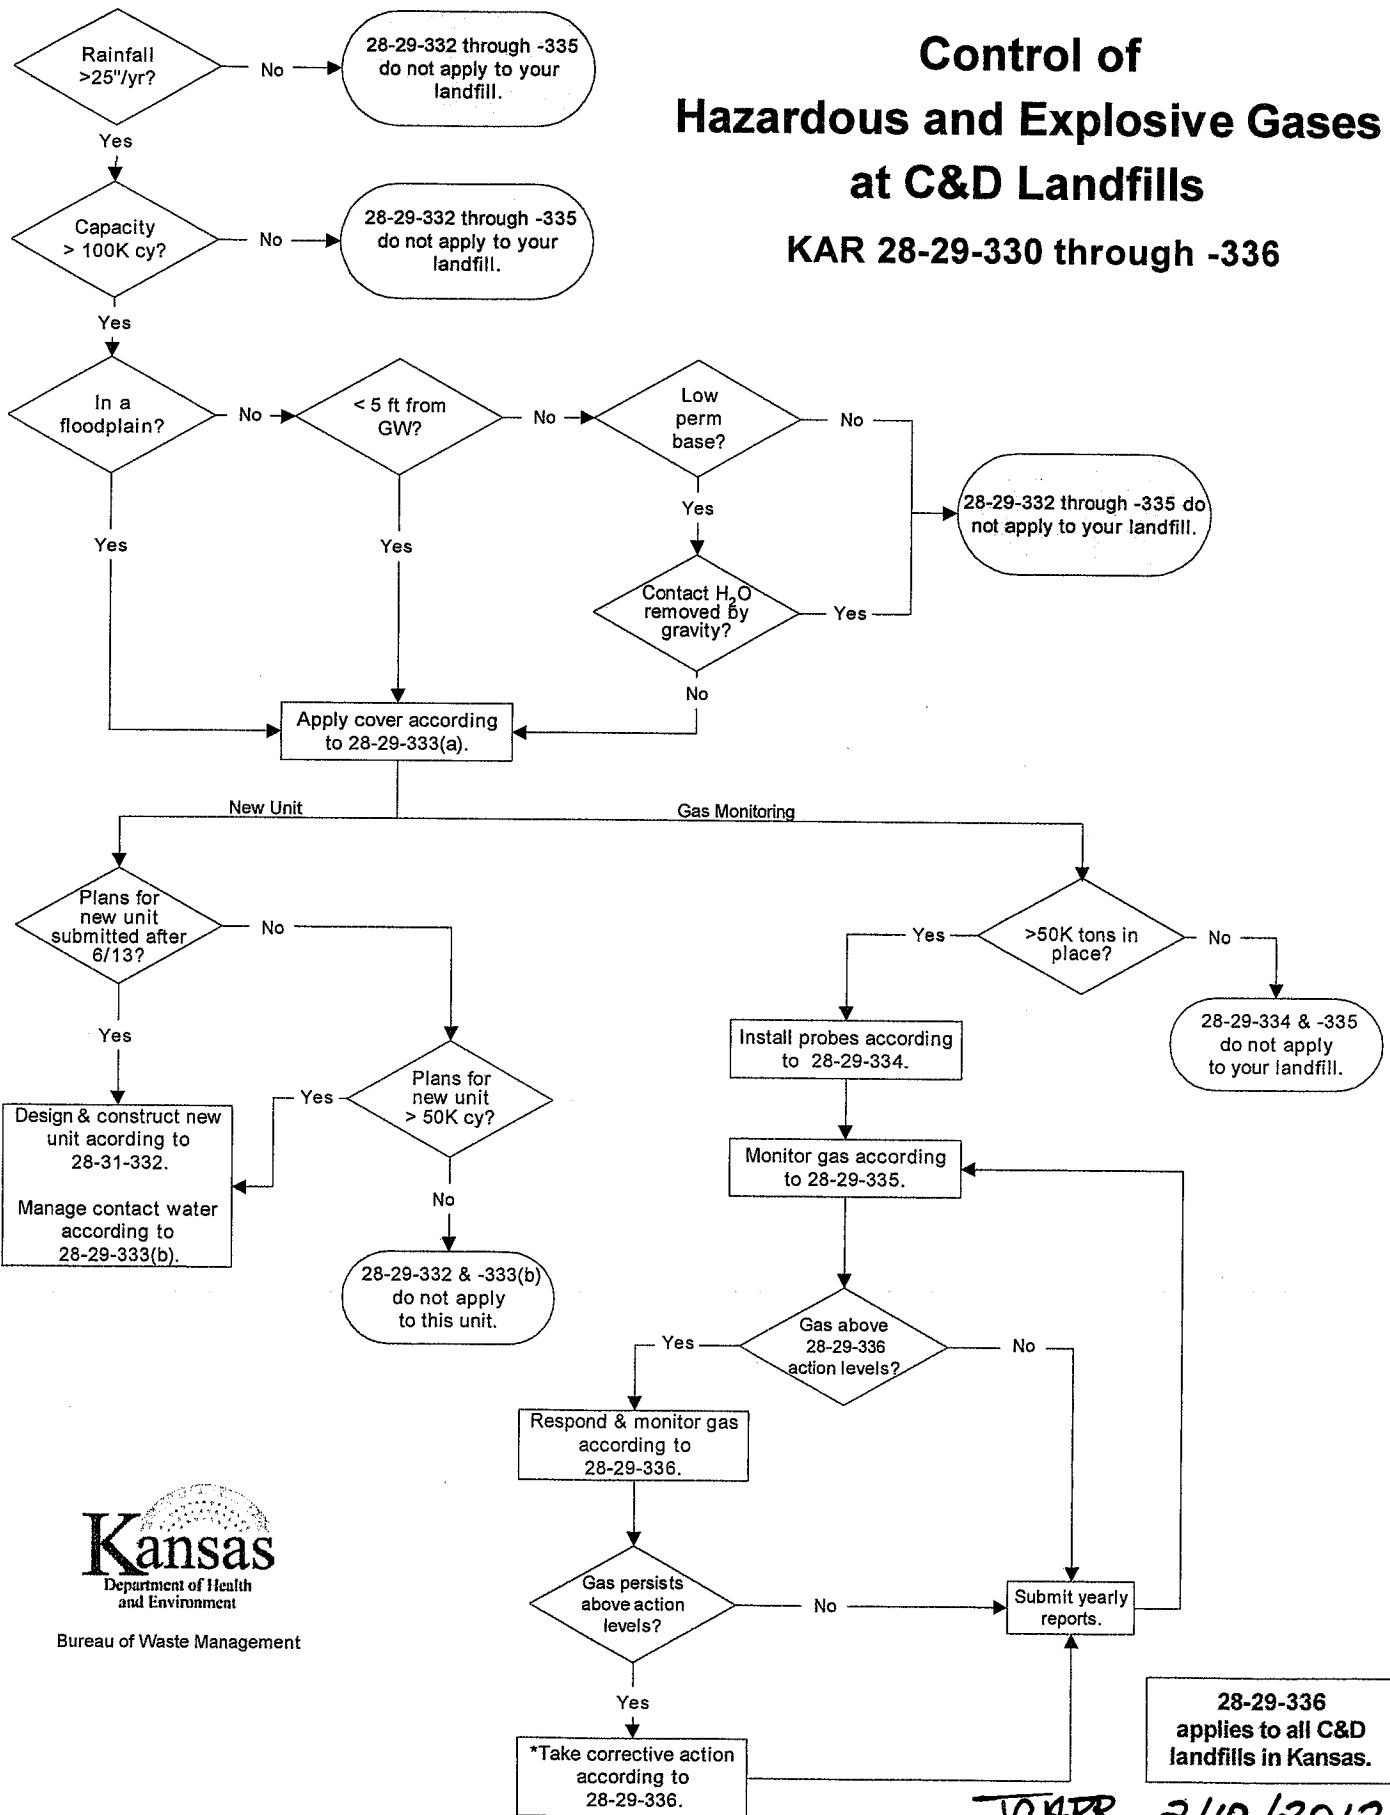 Control of
Hazardous and Explosive Gases
at C&D Landfills
KAR 28-29-330 through -336
Rainfall
>25"/yr?
No
28-29-332 through -335
do not apply to your
landfill.
Yes
Capacity
> 100K cy?
No
28-29-332 through -335
do not apply to your
landfill.
Yes
In a
floodplain?
No
< 5 ft from
GW?
No
Low
perm
base?
No
Yes
Yes
Yes
28-29-332 through -335 do
not apply to your landfill.
Contact H2O
removed by
gravity?
Yes
No
Apply cover according
to 28-29-333(a).
New Unit
Gas Monitoring
Plans for
new unit
submitted after
6/13?
No
Yes
Plans for
new unit
> 50K cy?
Yes
Design & construct new
unit acording to
28-31-332.
Manage contact water
according to
28-29-333(b).
No
28-29-332 & -333(b)
do not apply
to this unit.
>50K tons in
place?
Yes
No
28-29-334 & -335
do not apply
to your landfill.
Install probes according
to 28-29-334.
Monitor gas according
to 28-29-335.
Gas above
28-29-336
action levels?
Yes
No
Respond & monitor gas
according to
28-29-336.
Gas persists
above action
levels?
No
Submit yearly
reports.
Yes
*Take corrective action
according to
28-29-336.
Kansas
Department of Health
and Environment
Bureau of Waste Management
28-29-336
applies to all C&D
landfills in Kansas.